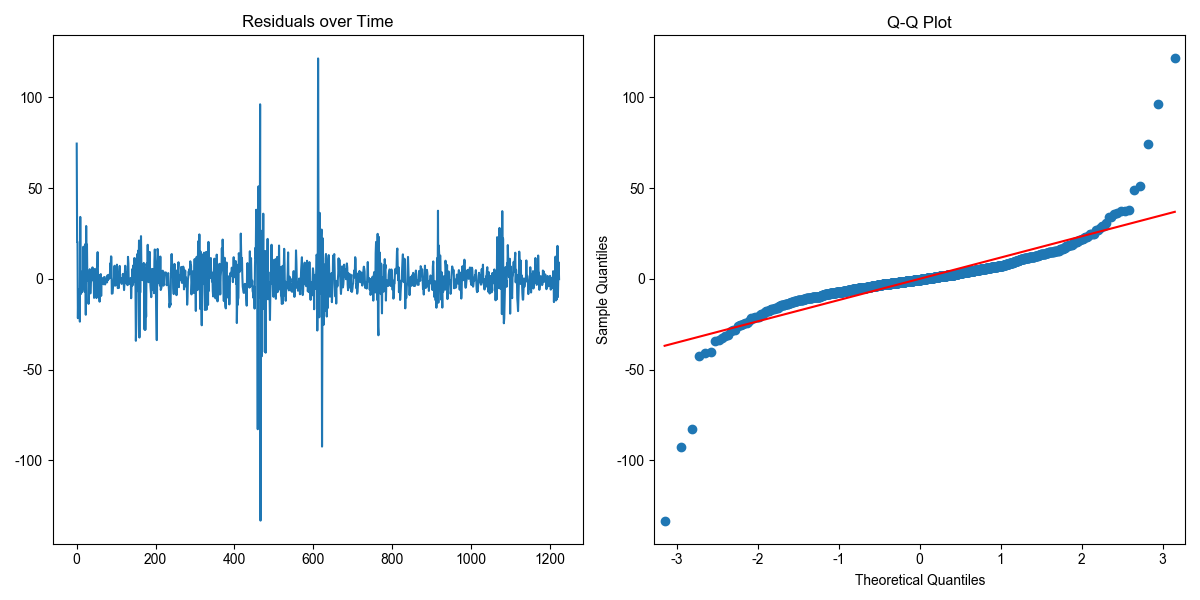 Residuals over Time
100
50
0
-50
-100
0 200 400 600 800 1000 1200
Q-Q Plot
Sample Quantiles
100
50
0
-50
-100
-3 -2 -1 0 1 2 3
Theoretical Quantiles